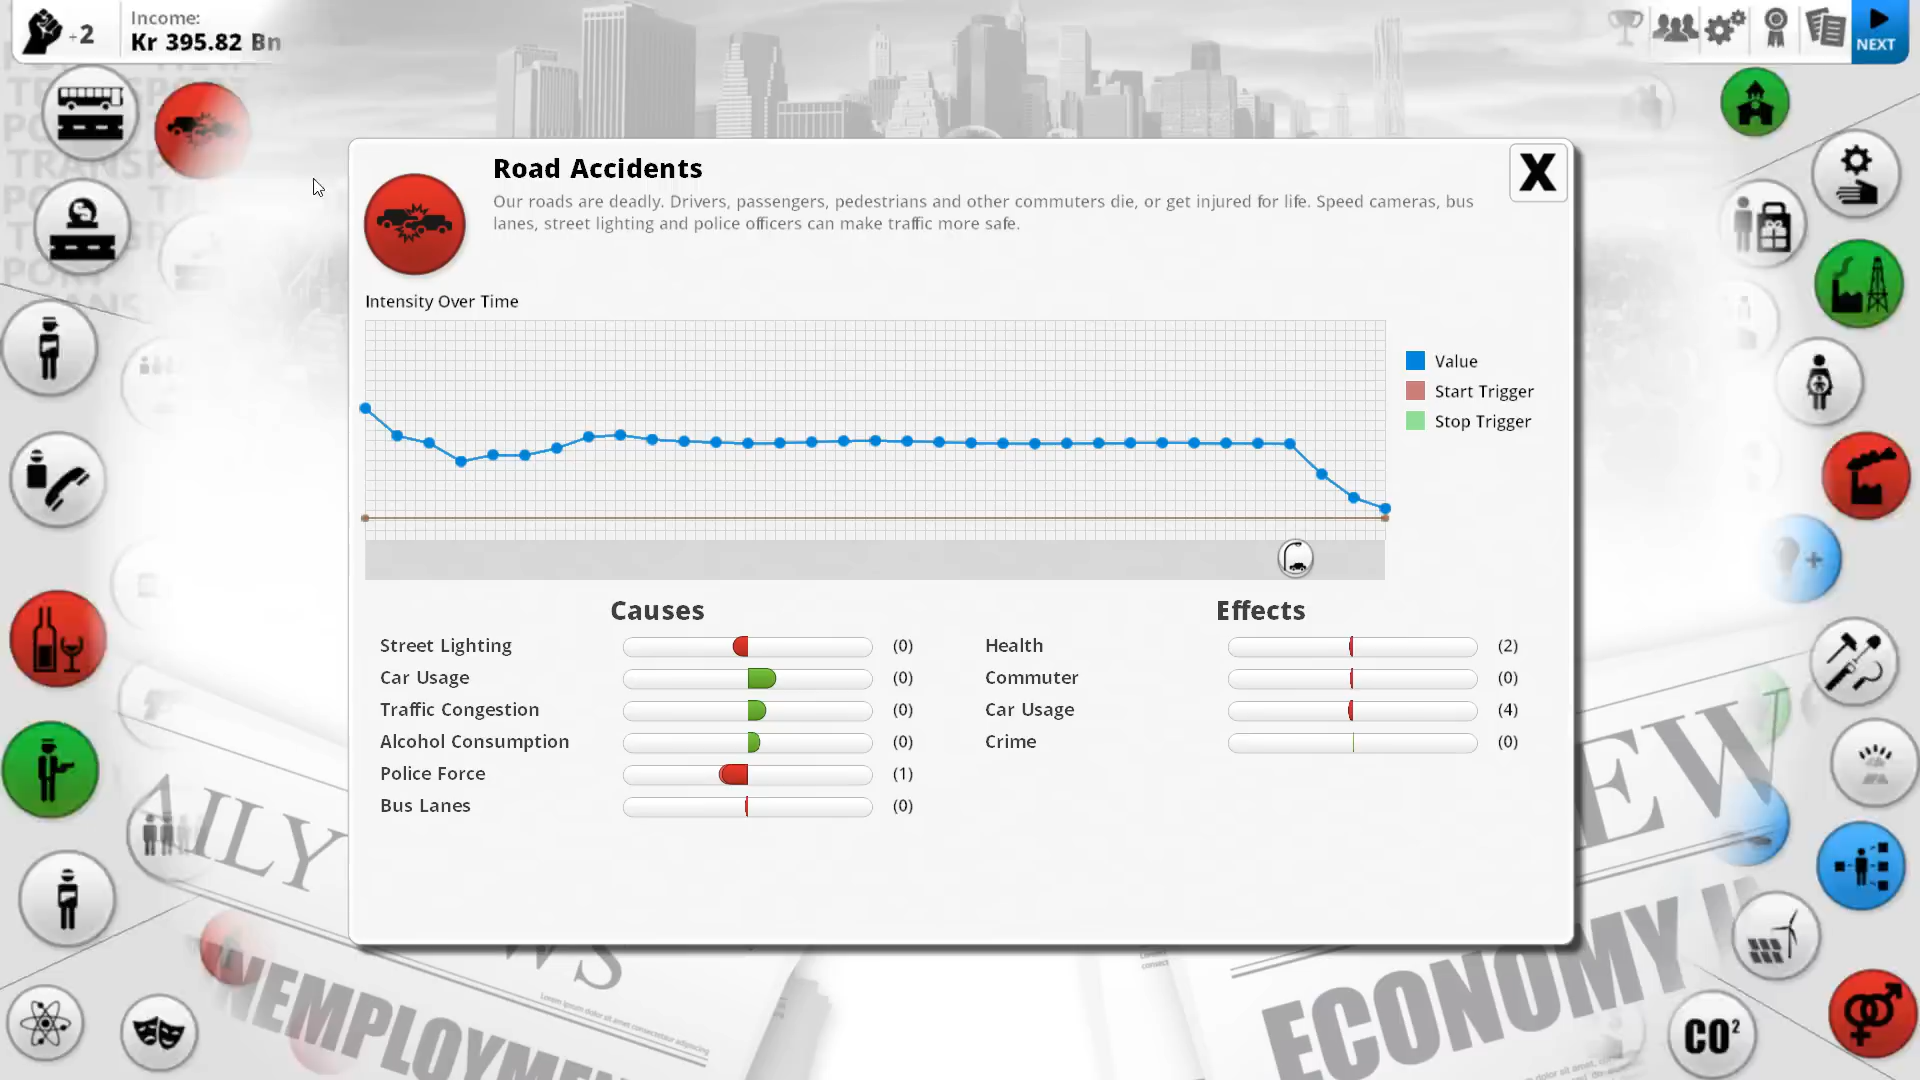 +2
Income:
Kr 395.82 Bn
NEXT
Road Accidents
X
Our roads are deadly. Drivers, passengers, pedestrians and other commuters die, or get injured for life. Speed cameras, bus
lanes, street lighting and police officers can make traffic more safe.
Intensity Over Time
Value
Start Trigger
Stop Trigger
Causes
Effects
Street Lighting (0)
Health (2)
Car Usage (0)
Commuter (0)
Traffic Congestion (0)
Car Usage (4)
Alcohol Consumption (0)
Crime (0)
Police Force (1)
Bus Lanes (0)
ECONOMY
CO²